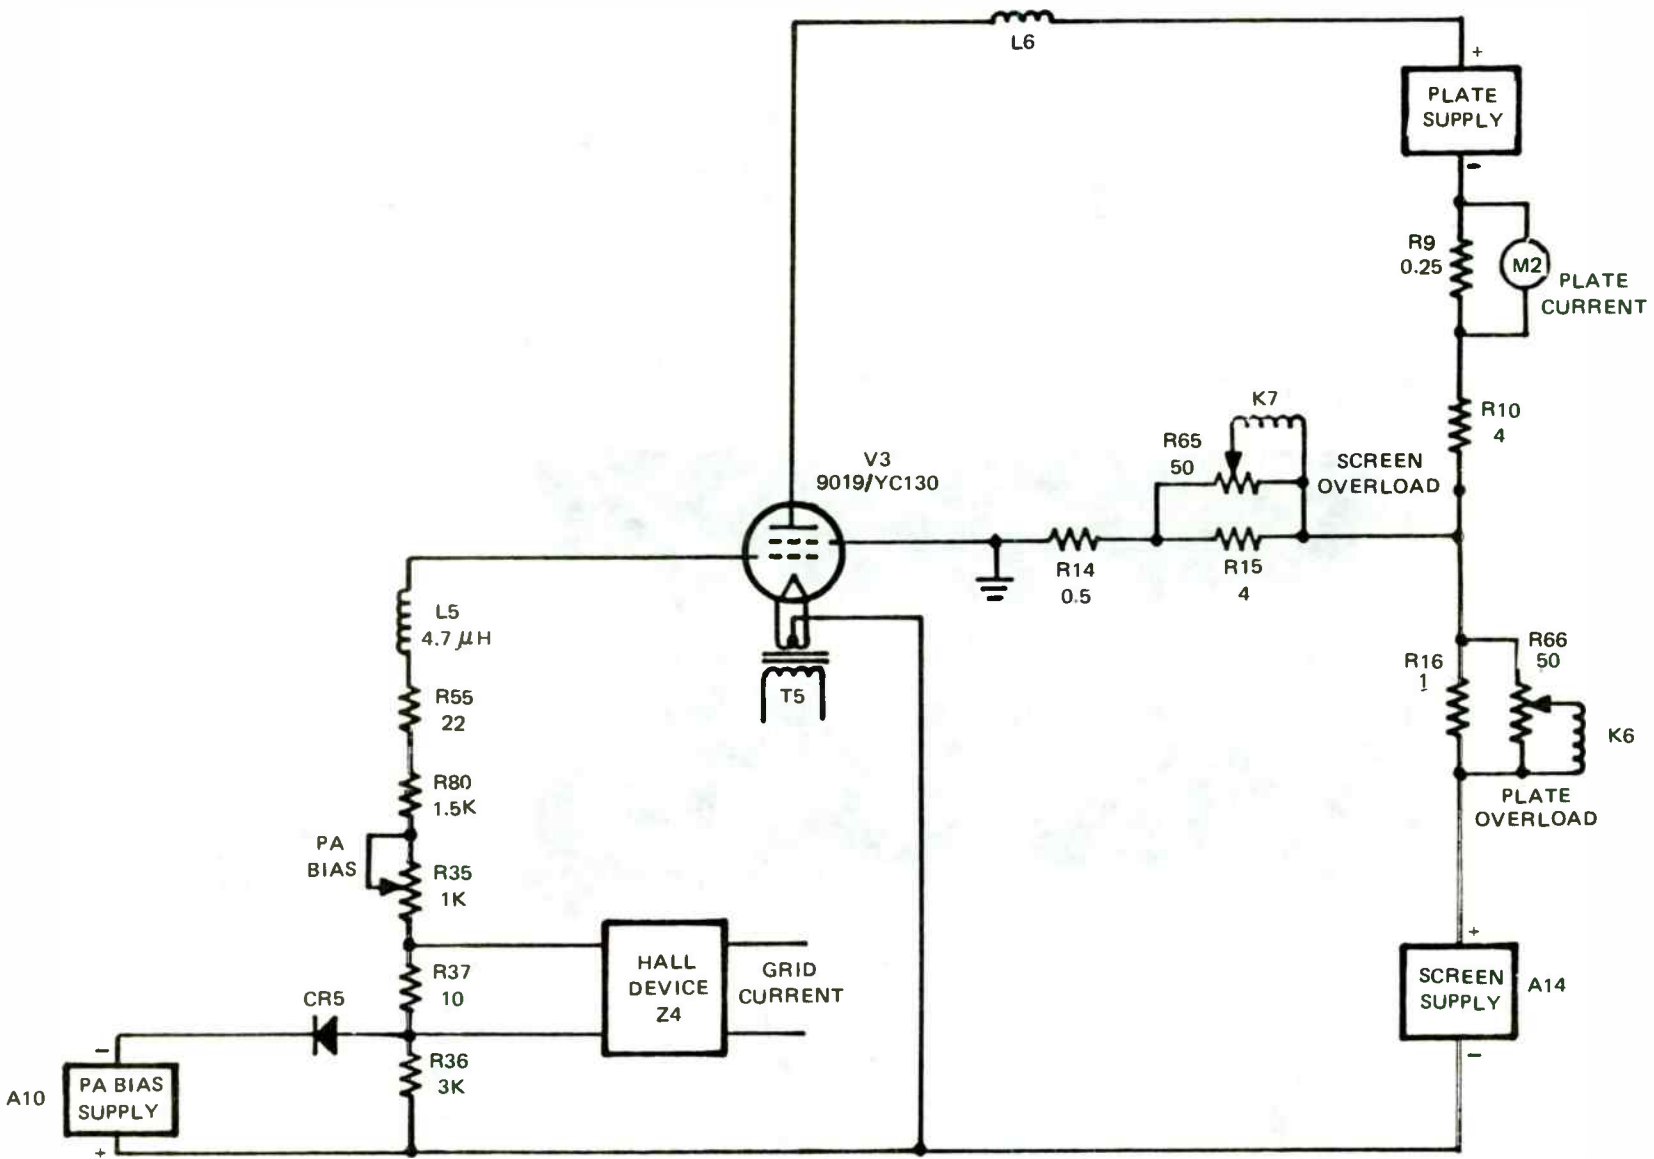 L6
+
PLATE
SUPPLY
-
R9
0.25
M2
PLATE
CURRENT
R10
4
K7
R65
50
SCREEN
OVERLOAD
V3
9019/YC130
R14
0.5
R15
4
L5
4.7 μH
T5
R16
1
R66
50
K6
PLATE
OVERLOAD
R55
22
R80
1.5K
PA
BIAS
R35
1K
R37
10
HALL
DEVICE
Z4
GRID
CURRENT
CR5
+
SCREEN
SUPPLY
A14
-
R36
3K
-
A10
PA BIAS
SUPPLY
+